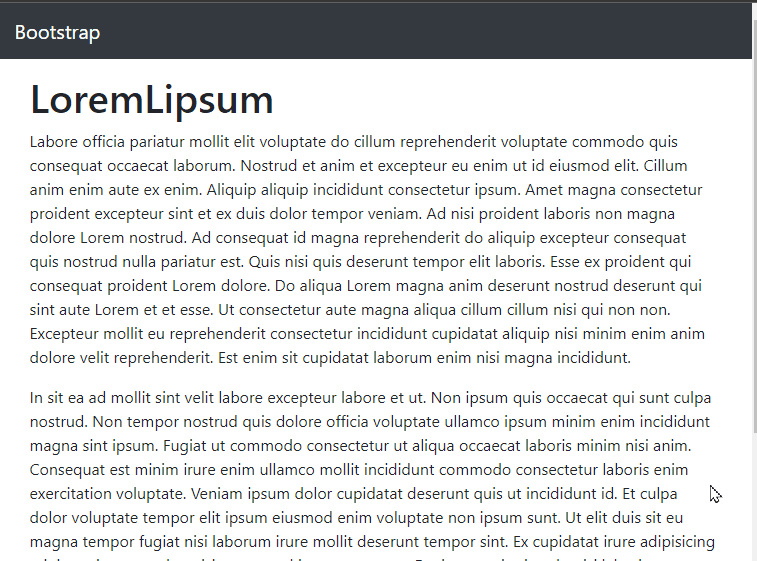 Bootstrap
LoremLipsum
Labore officia pariatur mollit elit voluptate do cillum reprehenderit voluptate commodo quis
consequat occaecat laborum. Nostrud et anim et excepteur eu enim ut id eiusmod elit. Cillum
anim enim aute ex enim. Aliquip aliquip incididunt consectetur ipsum. Amet magna consectetur
proident excepteur sint et ex duis dolor tempor veniam. Ad nisi proident laboris non magna
dolore Lorem nostrud. Ad consequat id magna reprehenderit do aliquip excepteur consequat
quis nostrud nulla pariatur est. Quis nisi quis deserunt tempor elit laboris. Esse ex proident qui
consequat proident Lorem dolore. Do aliqua Lorem magna anim deserunt nostrud deserunt qui
sint aute Lorem et et esse. Ut consectetur aute magna aliqua cillum cillum nisi qui non non.
Excepteur mollit eu reprehenderit consectetur incididunt cupidatat aliquip nisi minim enim anim
dolore velit reprehenderit. Est enim sit cupidatat laborum enim nisi magna incididunt.
In sit ea ad mollit sint velit labore excepteur labore et ut. Non ipsum quis occaecat qui sunt culpa
nostrud. Non tempor nostrud quis dolore officia voluptate ullamco ipsum minim enim incididunt
magna sint ipsum. Fugiat ut commodo consectetur ut aliqua occaecat laboris minim nisi anim.
Consequat est minim irure enim ullamco mollit incididunt commodo consectetur laboris enim
exercitation voluptate. Veniam ipsum dolor cupidatat deserunt quis ut incididunt id. Et culpa
dolor voluptate tempor elit ipsum eiusmod enim voluptate non ipsum sunt. Ut elit duis sit eu
magna tempor fugiat nisi laborum irure mollit deserunt tempor sint. Ex cupidatat irure adipisicing